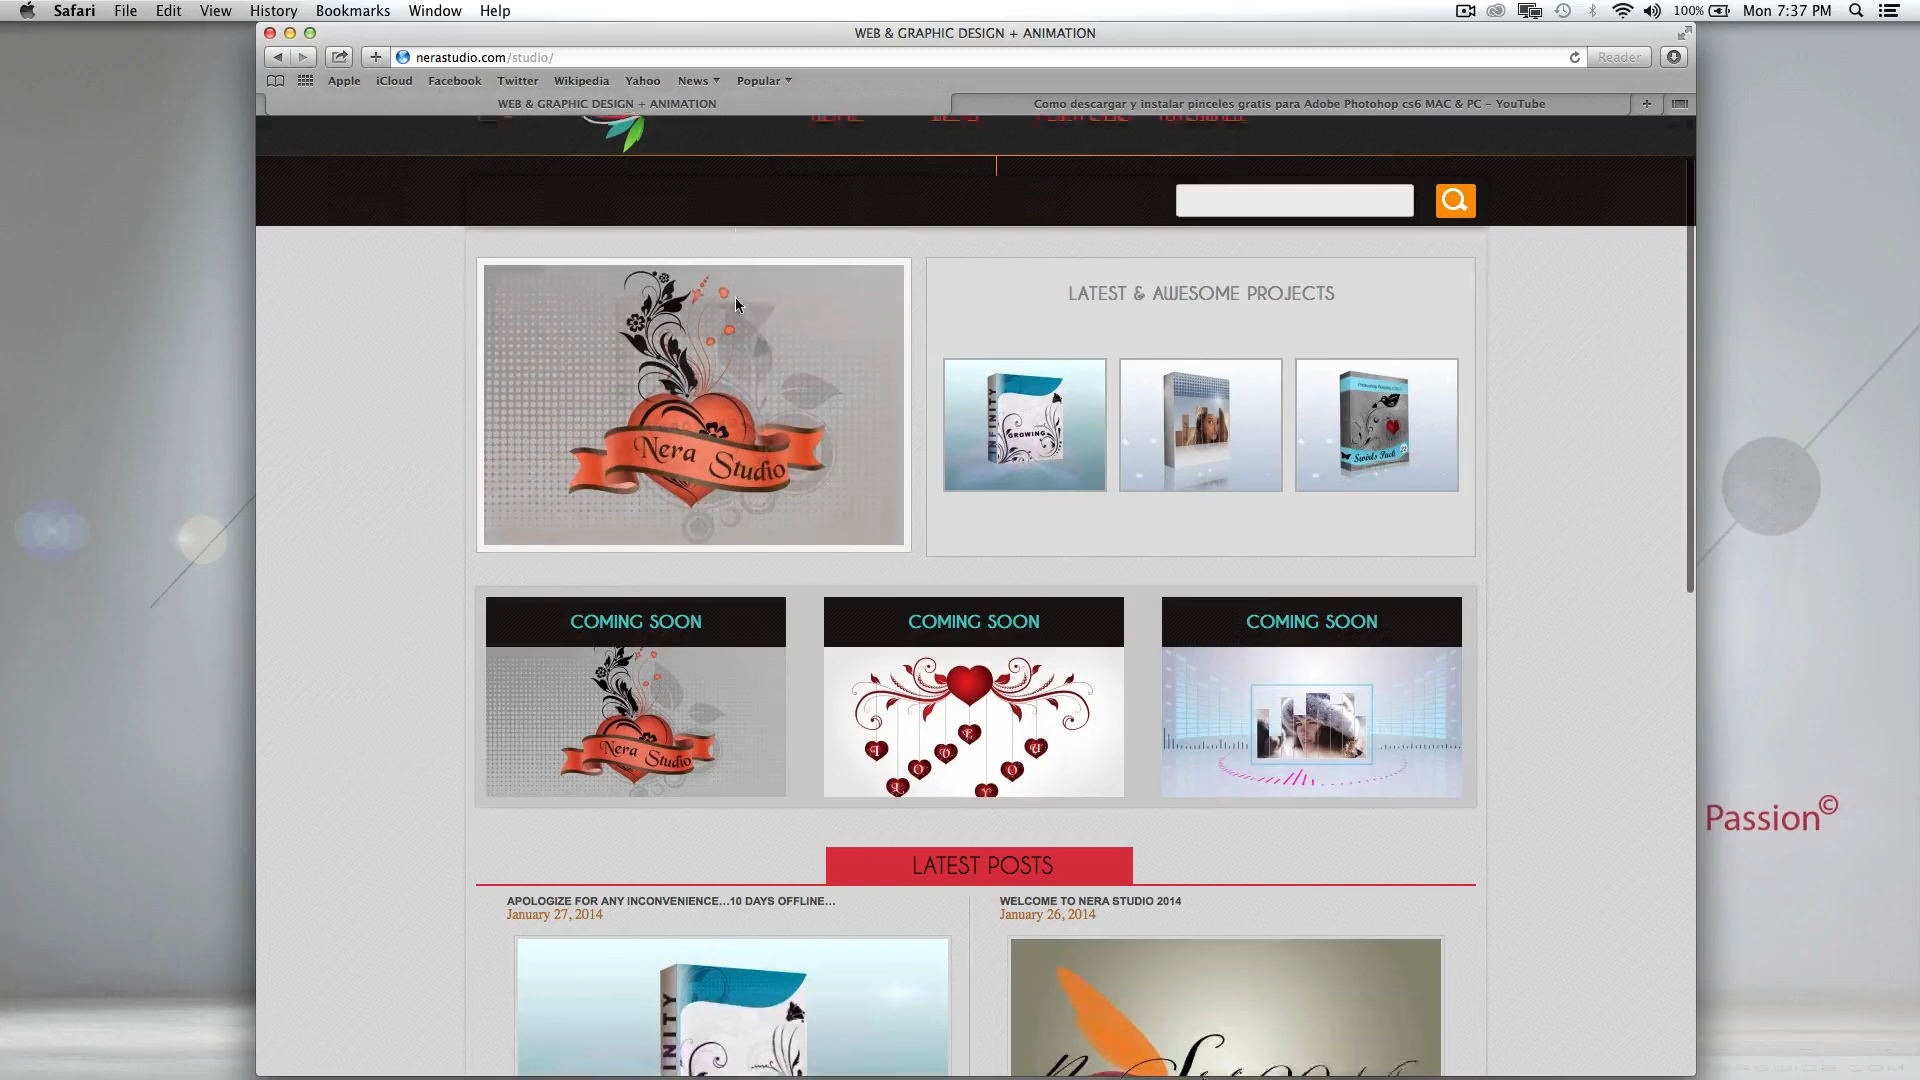 Safari File Edit View History Bookmarks Window Help
100% Mon 7:37 PM
WEB & GRAPHIC DESIGN + ANIMATION
nerastudio.com/studio/
Reader
Apple iCloud Facebook Twitter Wikipedia Yahoo News Popular
WEB & GRAPHIC DESIGN + ANIMATION
Como descargar y instalar pinceles gratis para Adobe Photohop cs6 MAC & PC – YouTube
LATEST & AWESOME PROJECTS
Nera Studio
INFINITY
GROWING
Swirls Pack
COMING SOON
COMING SOON
COMING SOON
Nera Studio
I
L
O
V
E
Y
O
U
Passion©
LATEST POSTS
APOLOGIZE FOR ANY INCONVENIENCE…10 DAYS OFFLINE…
January 27, 2014
WELCOME TO NERA STUDIO 2014
January 26, 2014